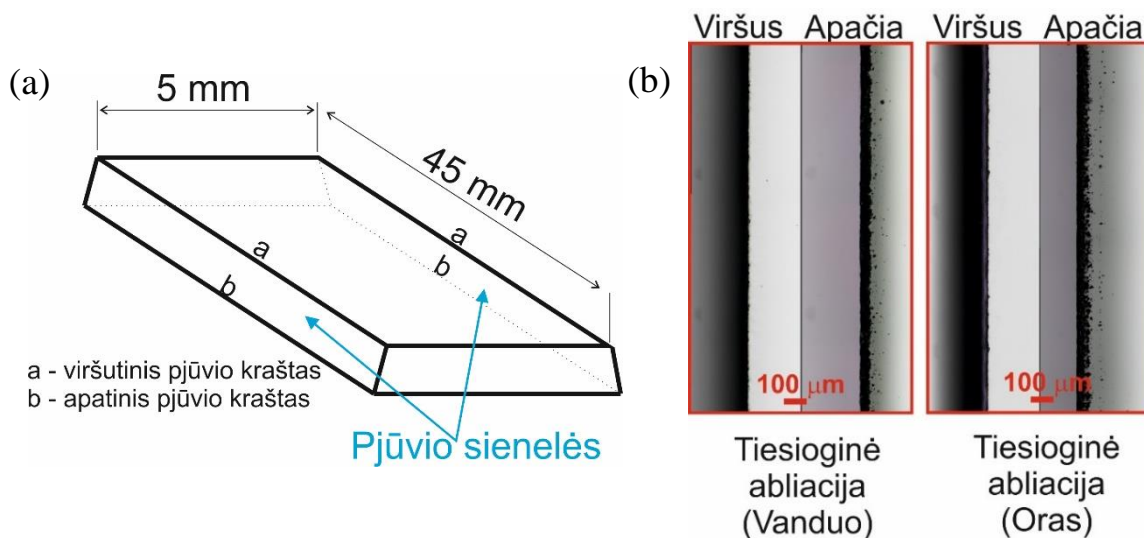 (a)
5 mm
45 mm
a
b
a
b
a - viršutinis pjūvio kraštas
b - apatinis pjūvio kraštas
Pjūvio sienelės
(b)
Viršus Apačia
Viršus Apačia
100 μm
100 μm
Tiesioginė
abliacija
(Vanduo)
Tiesioginė
abliacija
(Oras)